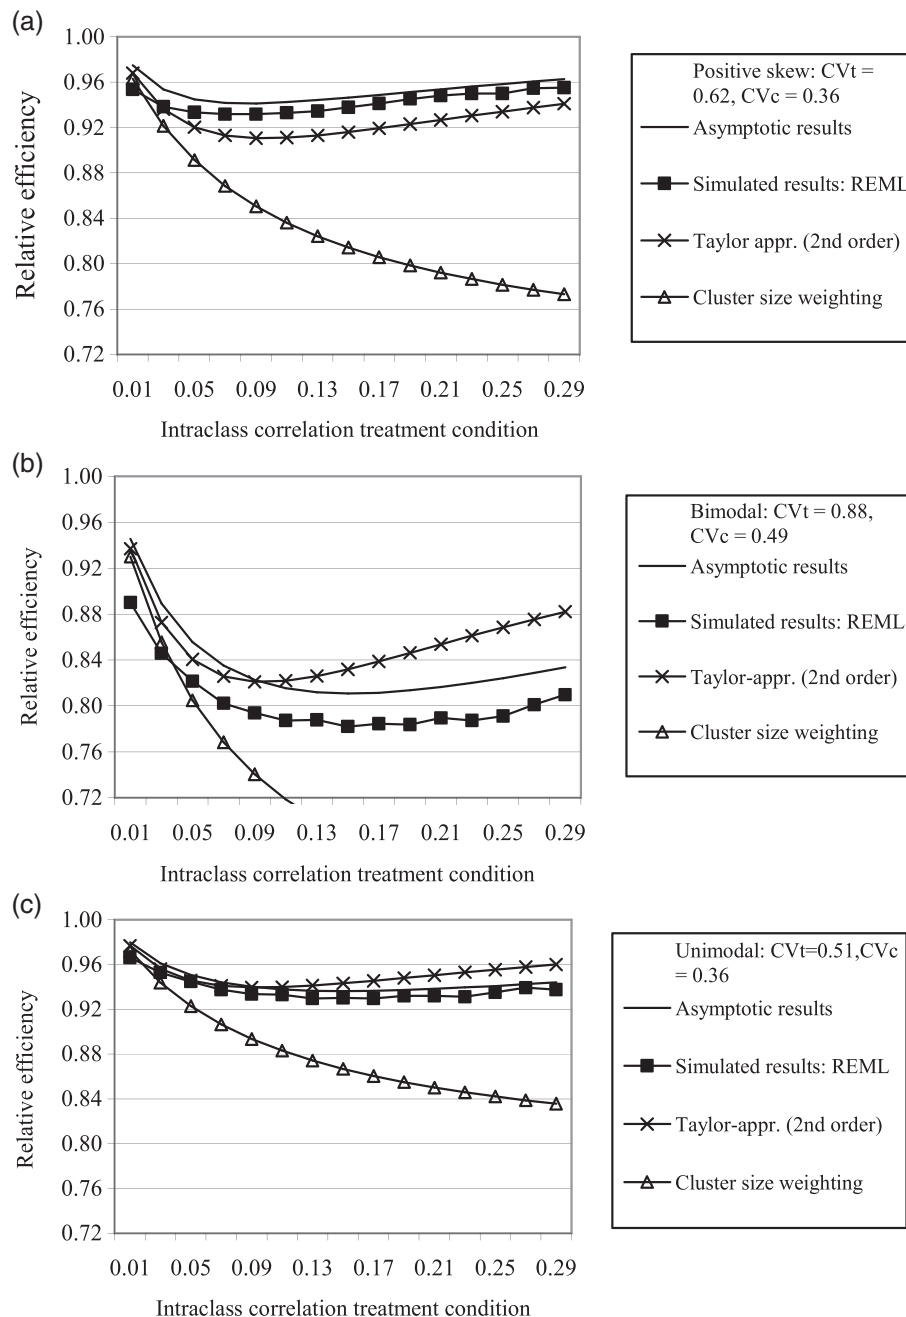 (a)
1.00
0.96
0.92
0.88
0.84
0.80
0.76
0.72
Relative efficiency
0.01 0.05 0.09 0.13 0.17 0.21 0.25 0.29
Intraclass correlation treatment condition
Positive skew: CVt =
0.62, CVc = 0.36
Asymptotic results
Simulated results: REML
Taylor appr. (2nd order)
Cluster size weighting
(b)
1.00
0.96
0.92
0.88
0.84
0.80
0.76
0.72
Relative efficiency
0.01 0.05 0.09 0.13 0.17 0.21 0.25 0.29
Intraclass correlation treatment condition
Bimodal: CVt = 0.88,
CVc = 0.49
Asymptotic results
Simulated results: REML
Taylor-appr. (2nd order)
Cluster size weighting
(c)
1.00
0.96
0.92
0.88
0.84
0.80
0.76
0.72
Relative efficiency
0.01 0.05 0.09 0.13 0.17 0.21 0.25 0.29
Intraclass correlation treatment condition
Unimodal: CVt=0.51,CVc
= 0.36
Asymptotic results
Simulated results: REML
Taylor-appr. (2nd order)
Cluster size weighting